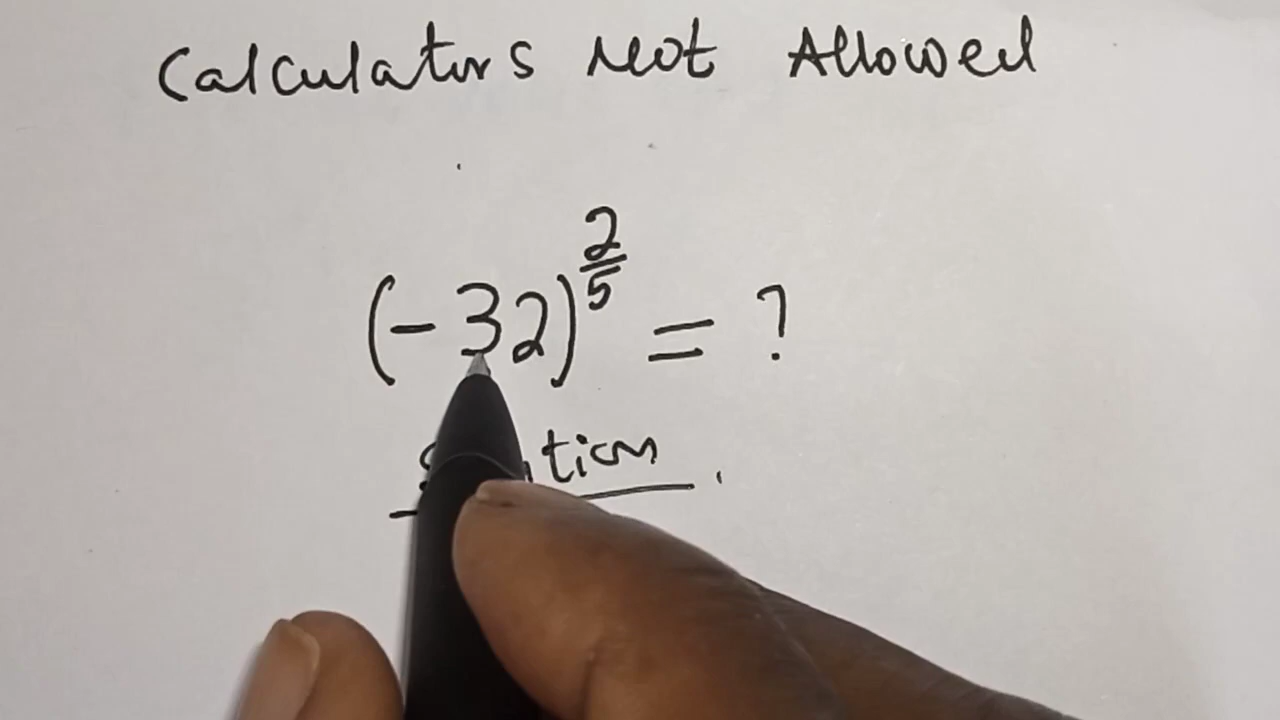 Calculators Not Allowed
(-32)^{2/5} = ?